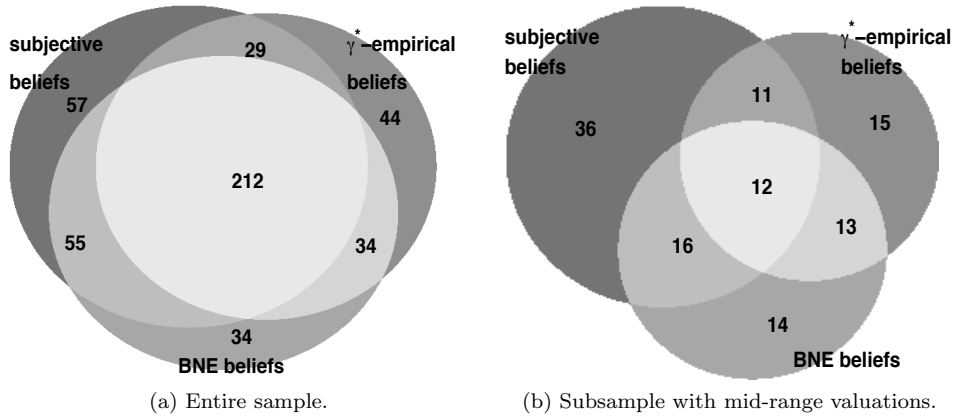 subjective
beliefs
57
29
γ*-empirical
beliefs
44
212
55
34
34
BNE beliefs
(a) Entire sample.
subjective
beliefs
36
11
γ*-empirical
beliefs
15
12
16
13
14
BNE beliefs
(b) Subsample with mid-range valuations.